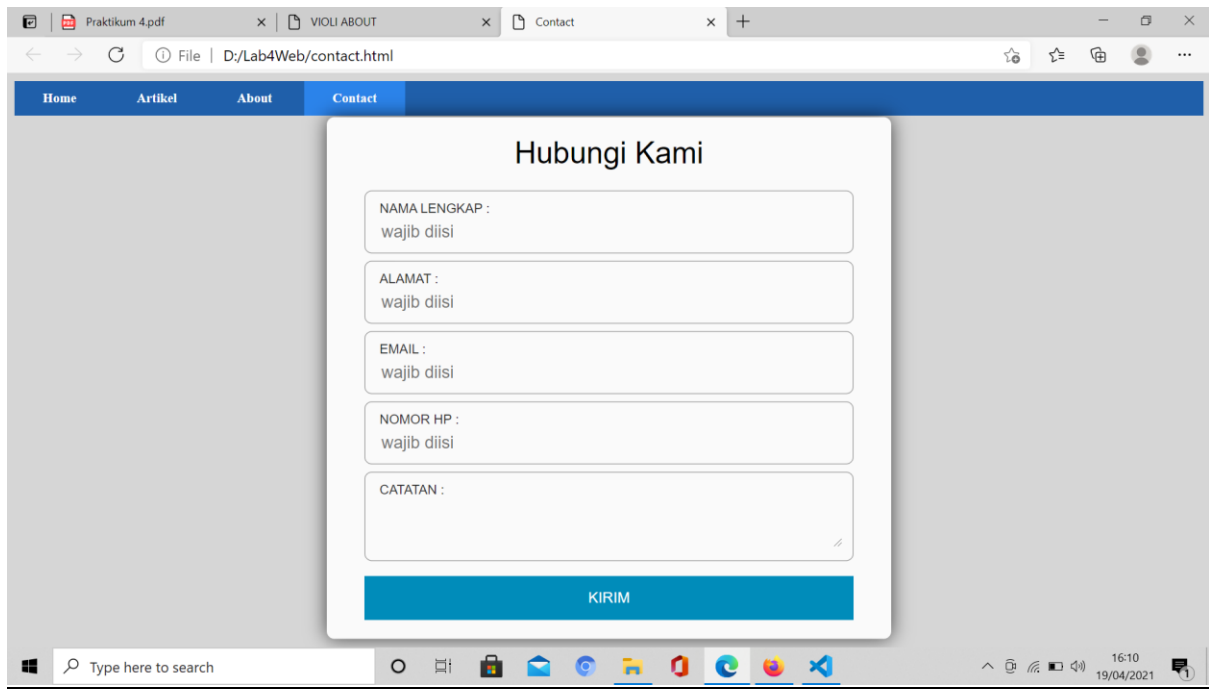 Praktikum 4.pdf
VIOLI ABOUT
Contact
File
D:/Lab4Web/contact.html
Home Artikel About Contact
Hubungi Kami
NAMA LENGKAP :
wajib diisi
ALAMAT :
wajib diisi
EMAIL :
wajib diisi
NOMOR HP :
wajib diisi
CATATAN :
KIRIM
Type here to search
16:10
19/04/2021
1